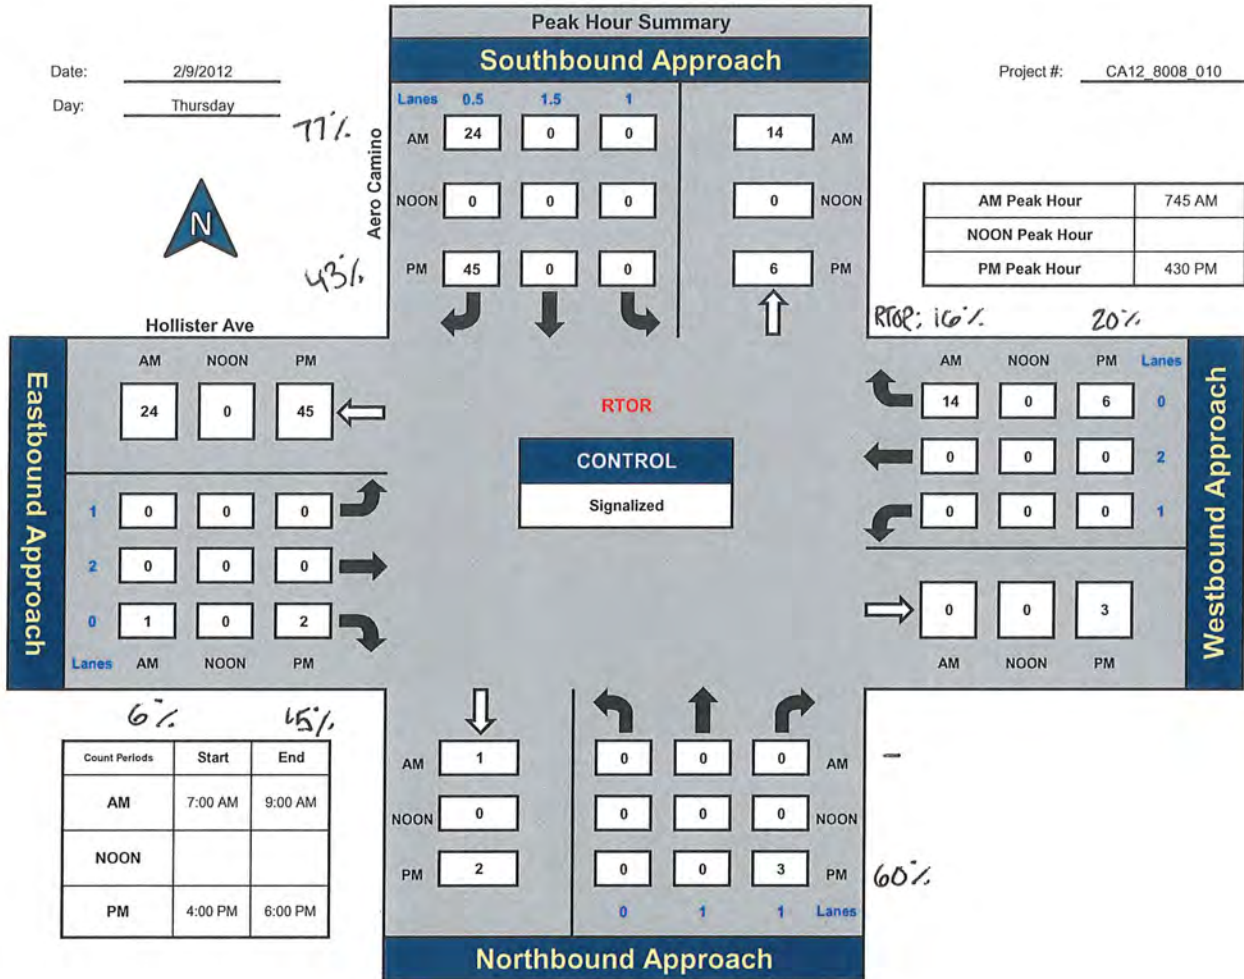 Peak Hour Summary
Southbound Approach
Date: 2/9/2012
Day: Thursday
Project #: CA12_8008_010
77%
43%
N
Aero Camino
Lanes 0.5 1.5 1
AM 24 0 0 14 AM
NOON 0 0 0 0 NOON
PM 45 0 0 6 PM
AM Peak Hour 745 AM
NOON Peak Hour
PM Peak Hour 430 PM
RTOR: 16% 20%
Hollister Ave
Eastbound Approach
AM NOON PM
24 0 45
1 0 0 0
2 0 0 0
0 1 0 2
Lanes AM NOON PM
RTOR
CONTROL
Signalized
AM NOON PM Lanes
14 0 6 0
0 0 0 2
0 0 0 1
0 0 3
AM NOON PM
Westbound Approach
6% 15%
Count Periods Start End
AM 7:00 AM 9:00 AM
NOON
PM 4:00 PM 6:00 PM
AM 1 0 0 0 AM –
NOON 0 0 0 0 NOON
PM 2 0 0 3 PM 60%
0 1 1 Lanes
Northbound Approach